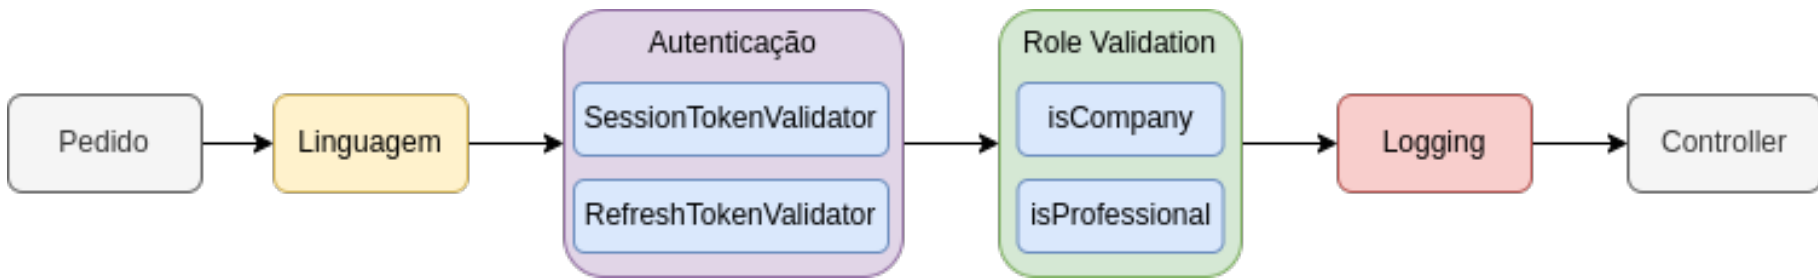 Pedido
Linguagem
Autenticação
SessionTokenValidator
RefreshTokenValidator
Role Validation
isCompany
isProfessional
Logging
Controller